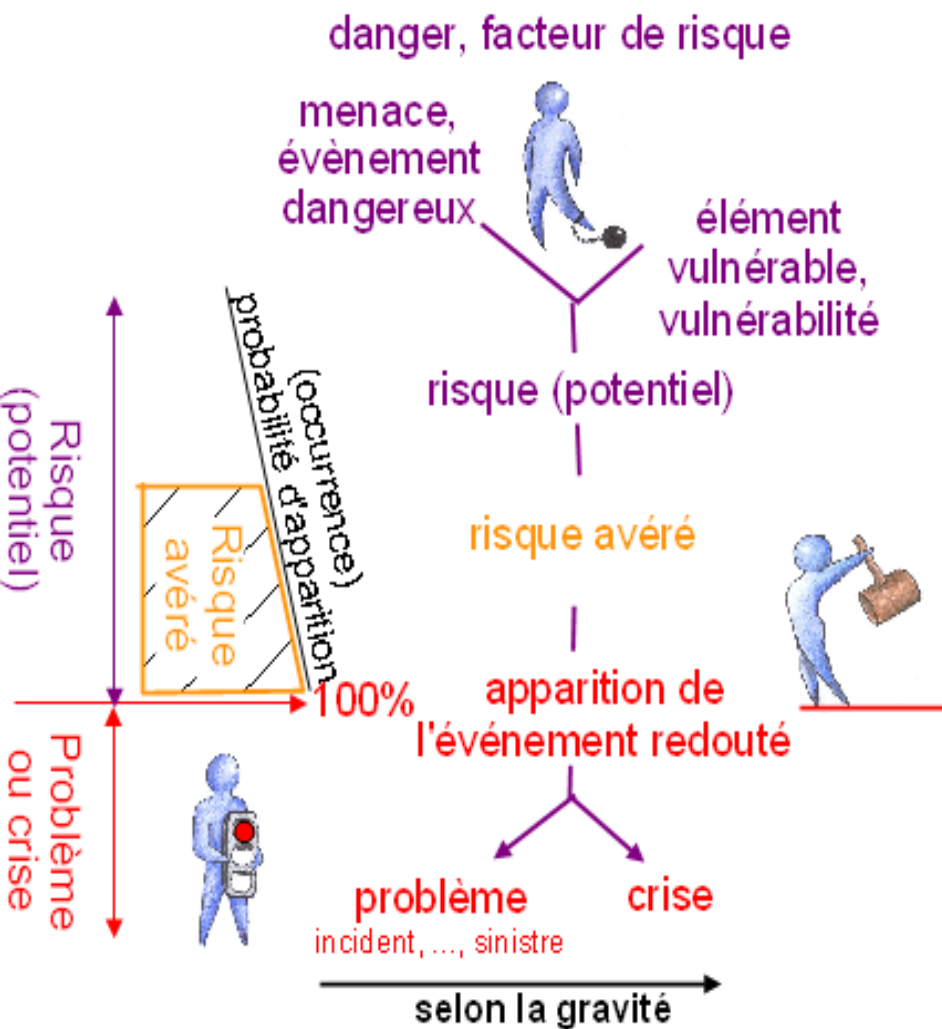 danger, facteur de risque
menace,
évènement
dangereux
élément
vulnérable,
vulnérabilité
risque (potentiel)
risque avéré
apparition de
l'événement redouté
problème
incident, ..., sinistre
crise
selon la gravité
Risque
(potentiel)
(occurrence)
probabilité d'apparition
Risque
avéré
100%
Problème
ou crise